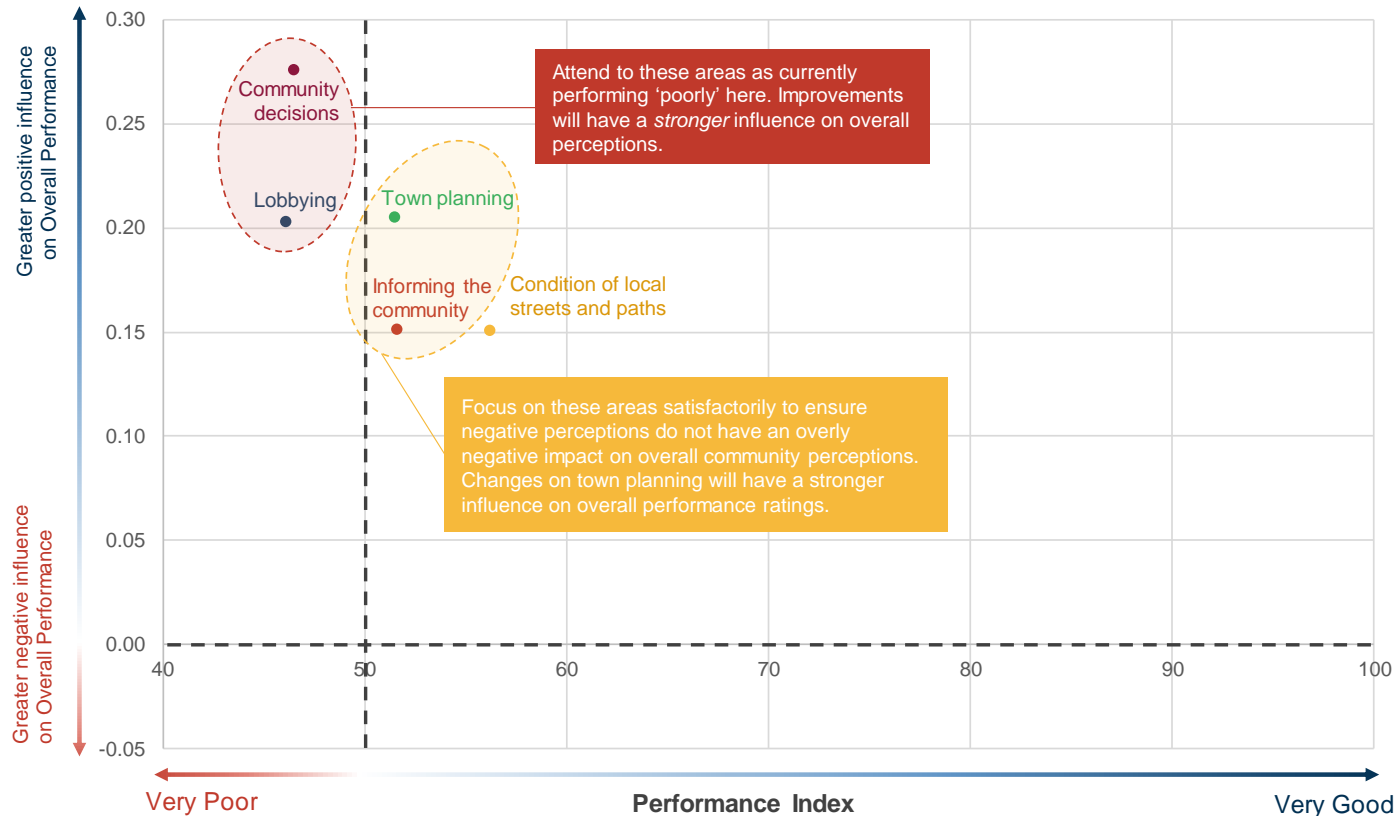 Greater positive influence
on Overall Performance
Greater negative influence
on Overall Performance
0.30
0.25
0.20
0.15
0.10
0.05
0.00
-0.05
Community
decisions
Lobbying
Town planning
Informing the
community
Condition of local
streets and paths
Attend to these areas as currently
performing ‘poorly’ here. Improvements
will have a stronger influence on overall
perceptions.
Focus on these areas satisfactorily to ensure
negative perceptions do not have an overly
negative impact on overall community perceptions.
Changes on town planning will have a stronger
influence on overall performance ratings.
40 50 60 70 80 90 100
Very Poor Performance Index Very Good